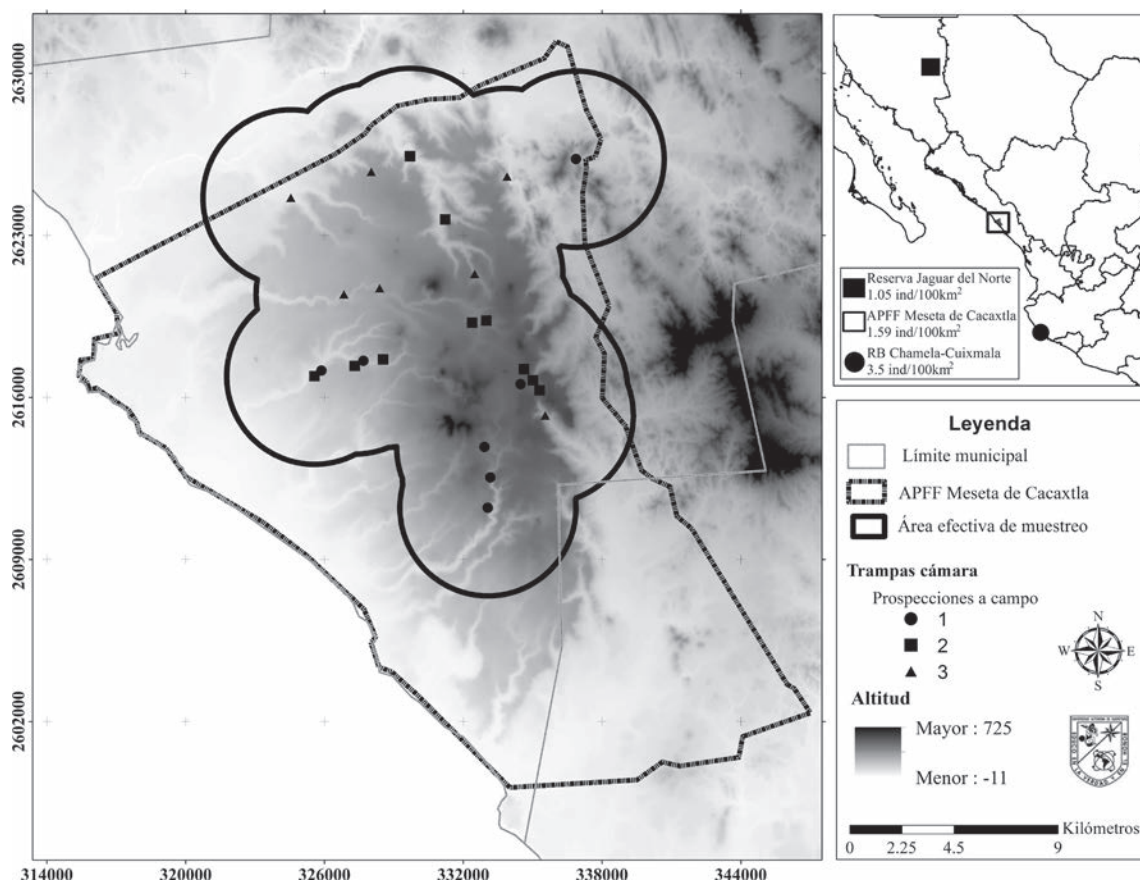 2630000
2623000
2616000
2609000
2602000
314000
320000
326000
332000
338000
344000
Reserva Jaguar del Norte
1.05 ind/100km²
APFF Meseta de Cacaxtla
1.59 ind/100km²
RB Chamela-Cuixmala
3.5 ind/100km²
Leyenda
Límite municipal
APFF Meseta de Cacaxtla
Área efectiva de muestreo
Trampas cámara
Prospecciones a campo
1
2
3
N
W
E
S
Altitud
Mayor : 725
Menor : -11
Kilómetros
0
2.25
4.5
9